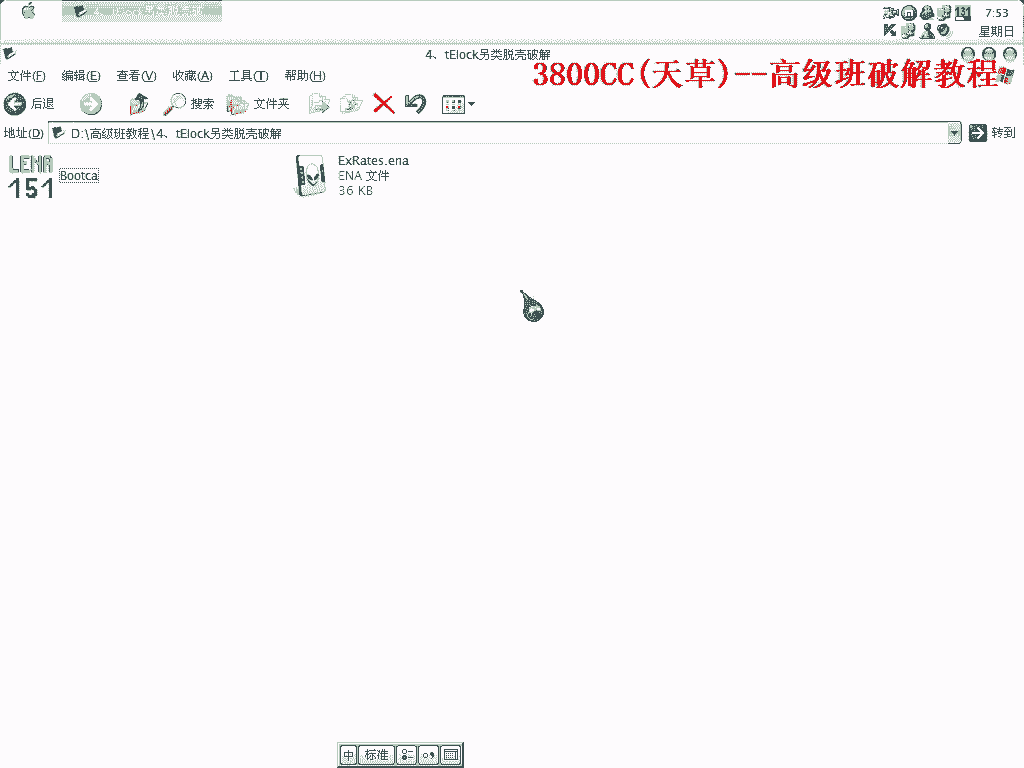 7:53
星期日
4、tElock另类脱壳破解
3800CC(天草)--高级班破解教程
文件(F) 编辑(E) 查看(V) 收藏(A) 工具(T) 帮助(H)
后退 搜索 文件夹
地址(D) D:\高级班教程\4、tElock另类脱壳破解 转到
LENA
151
Bootca
ExRates.ena
ENA 文件
36 KB
中 标准